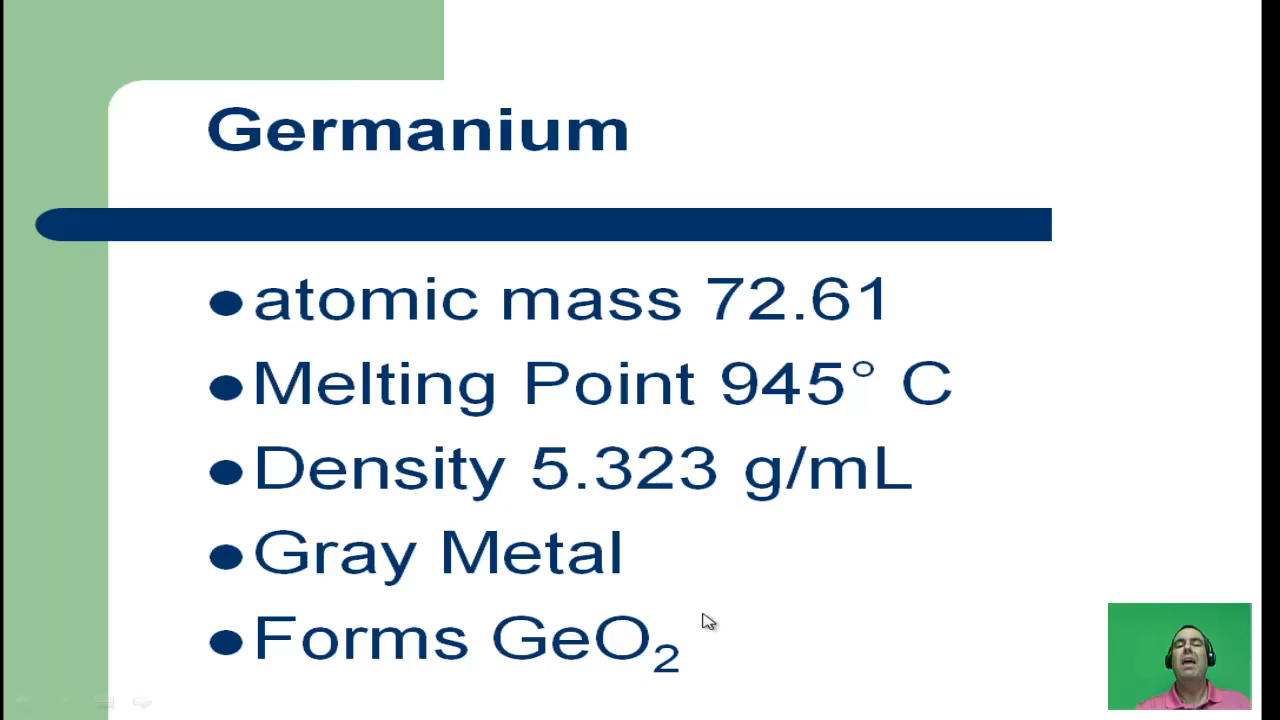 Germanium
atomic mass 72.61
Melting Point 945° C
Density 5.323 g/mL
Gray Metal
Forms GeO₂